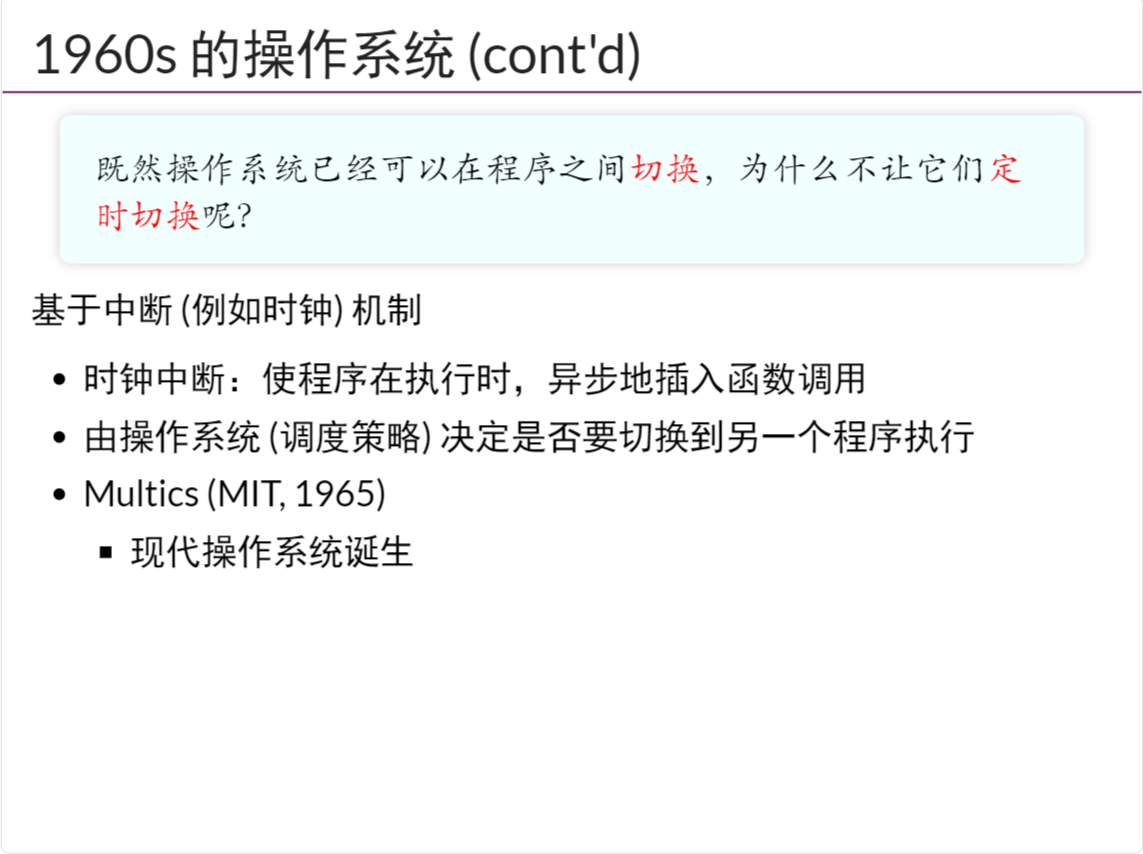 1960s 的操作系统 (cont'd)
既然操作系统已经可以在程序之间切换，为什么不让它们定
时切换呢?
基于中断 (例如时钟) 机制
• 时钟中断：使程序在执行时，异步地插入函数调用
• 由操作系统 (调度策略) 决定是否要切换到另一个程序执行
• Multics (MIT, 1965)
▪ 现代操作系统诞生